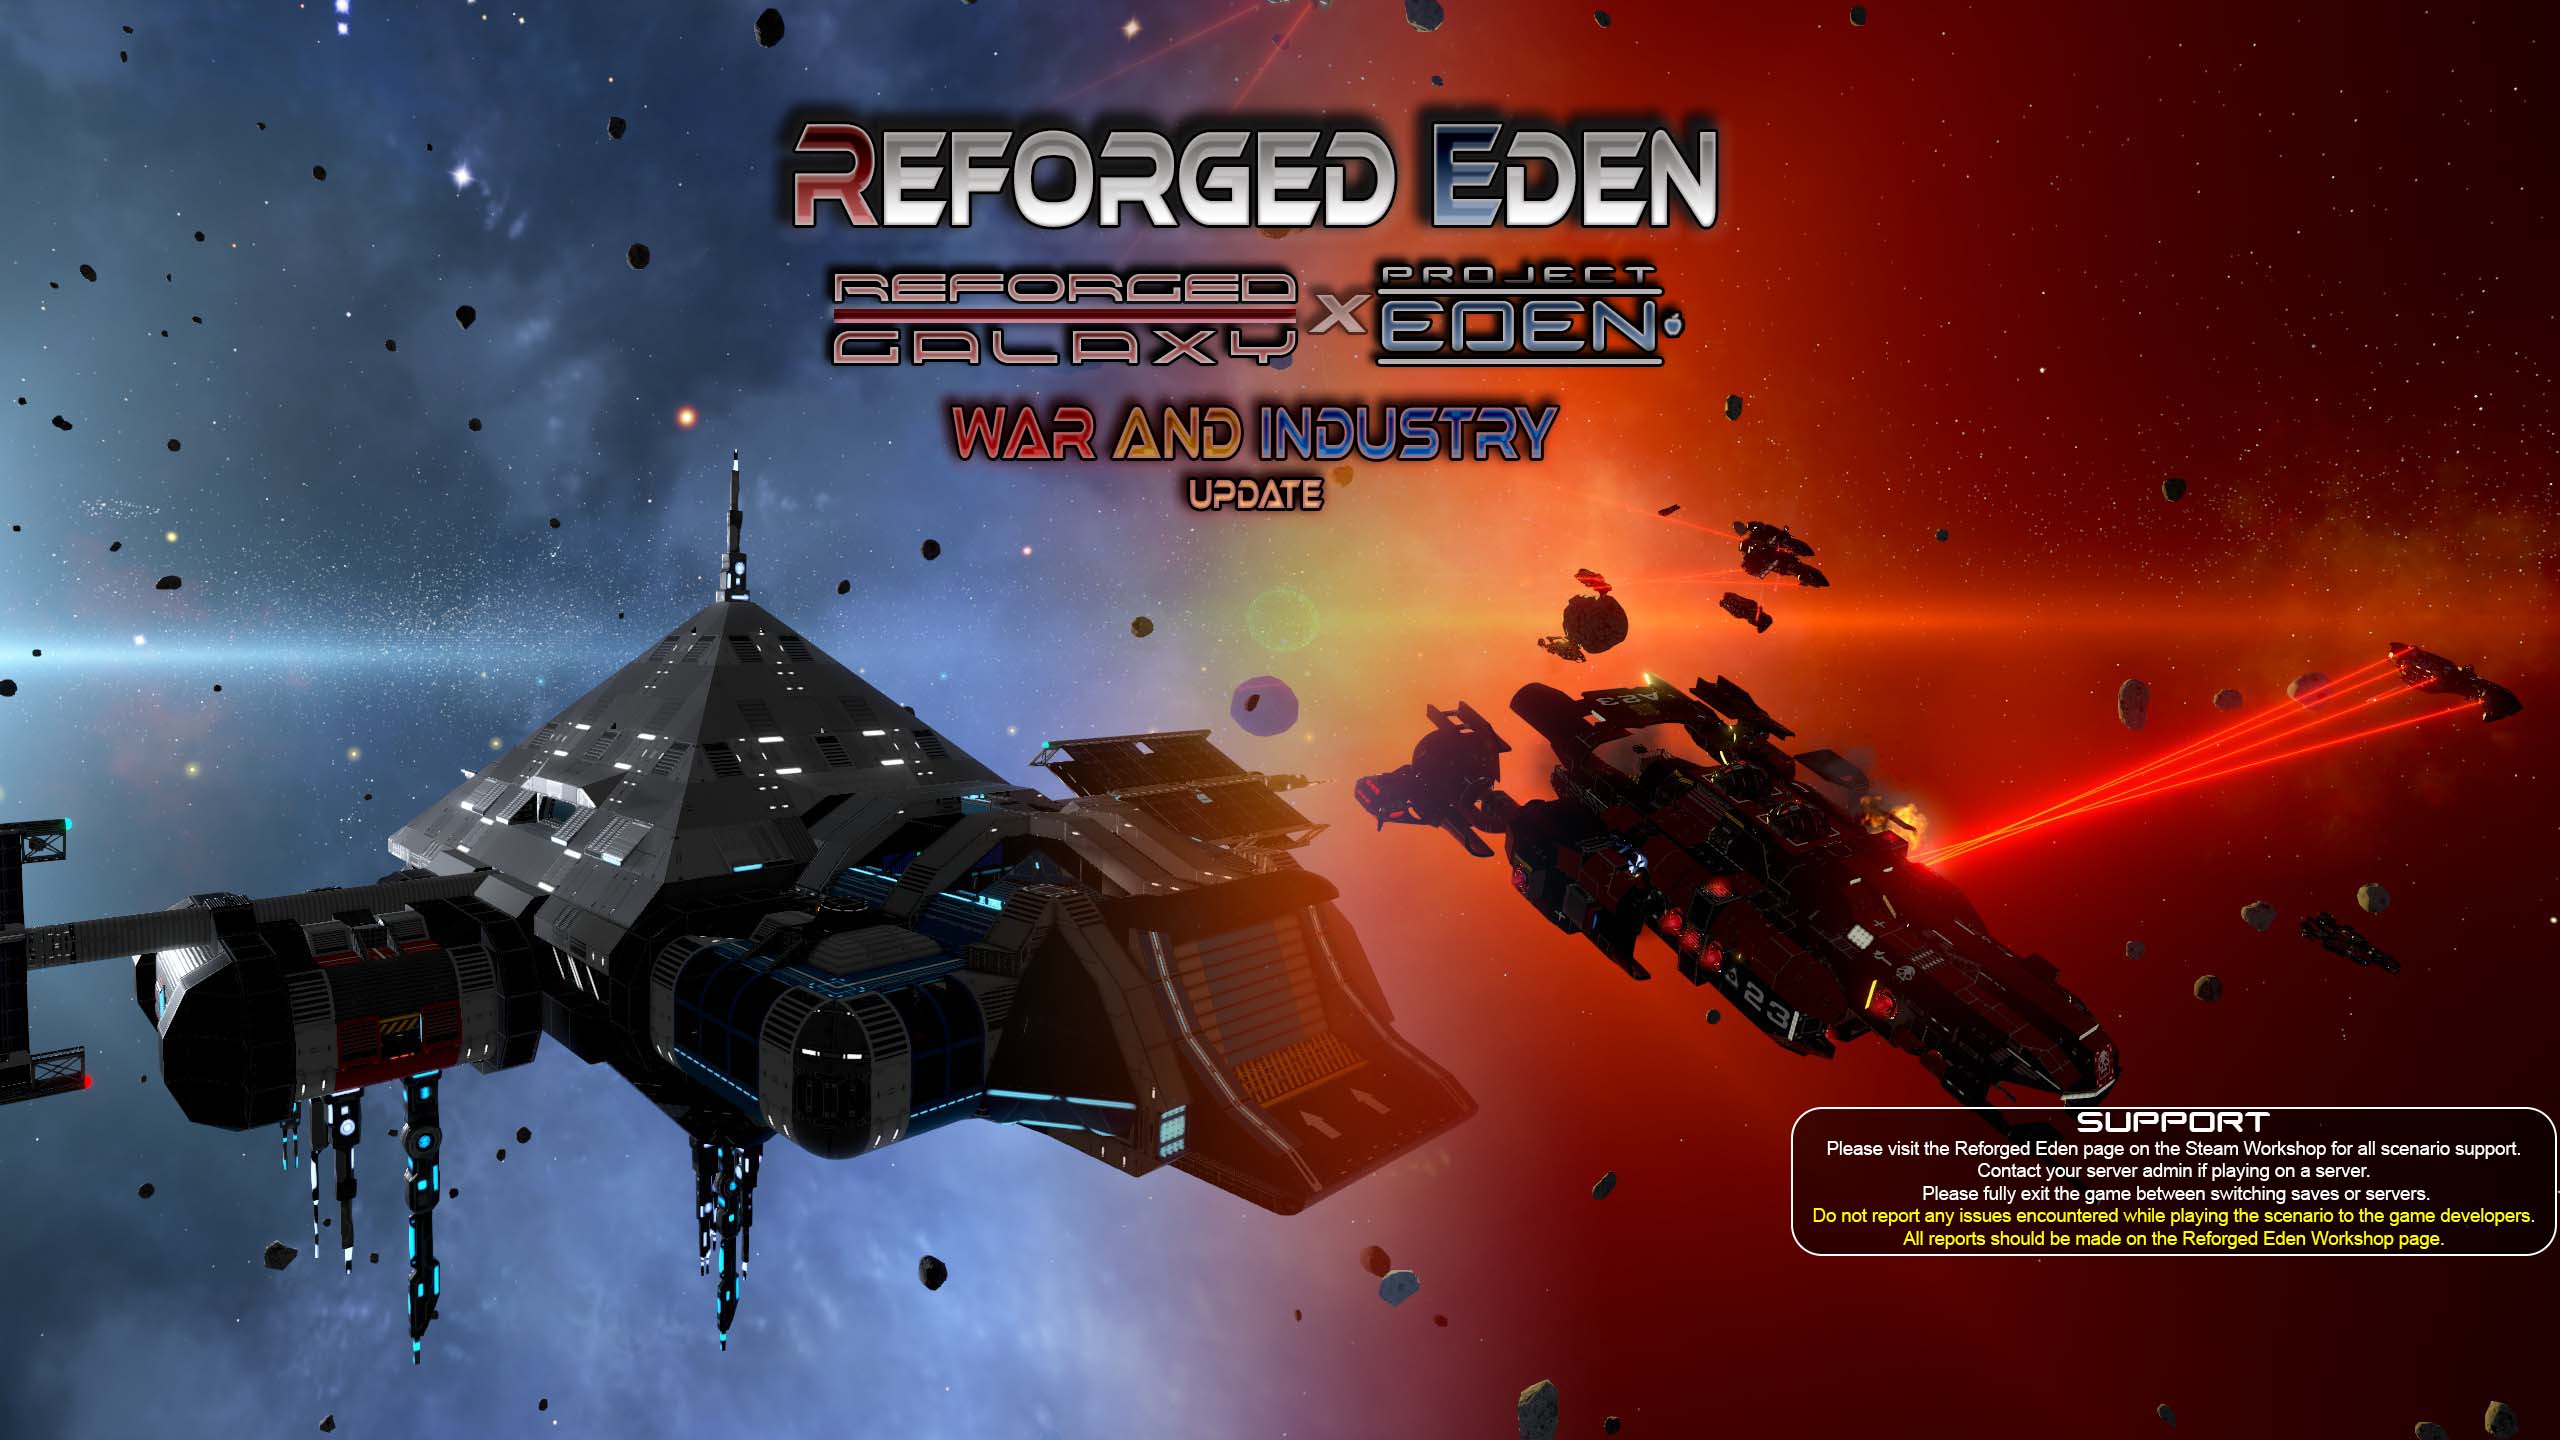 REFORGED EDEN
REFORGED
GALAXY
X
PROJECT
EDEN
WAR AND INDUSTRY
UPDATE
A23
A23
SUPPORT
Please visit the Reforged Eden page on the Steam Workshop for all scenario support.
Contact your server admin if playing on a server.
Please fully exit the game between switching saves or servers.
Do not report any issues encountered while playing the scenario to the game developers.
All reports should be made on the Reforged Eden Workshop page.